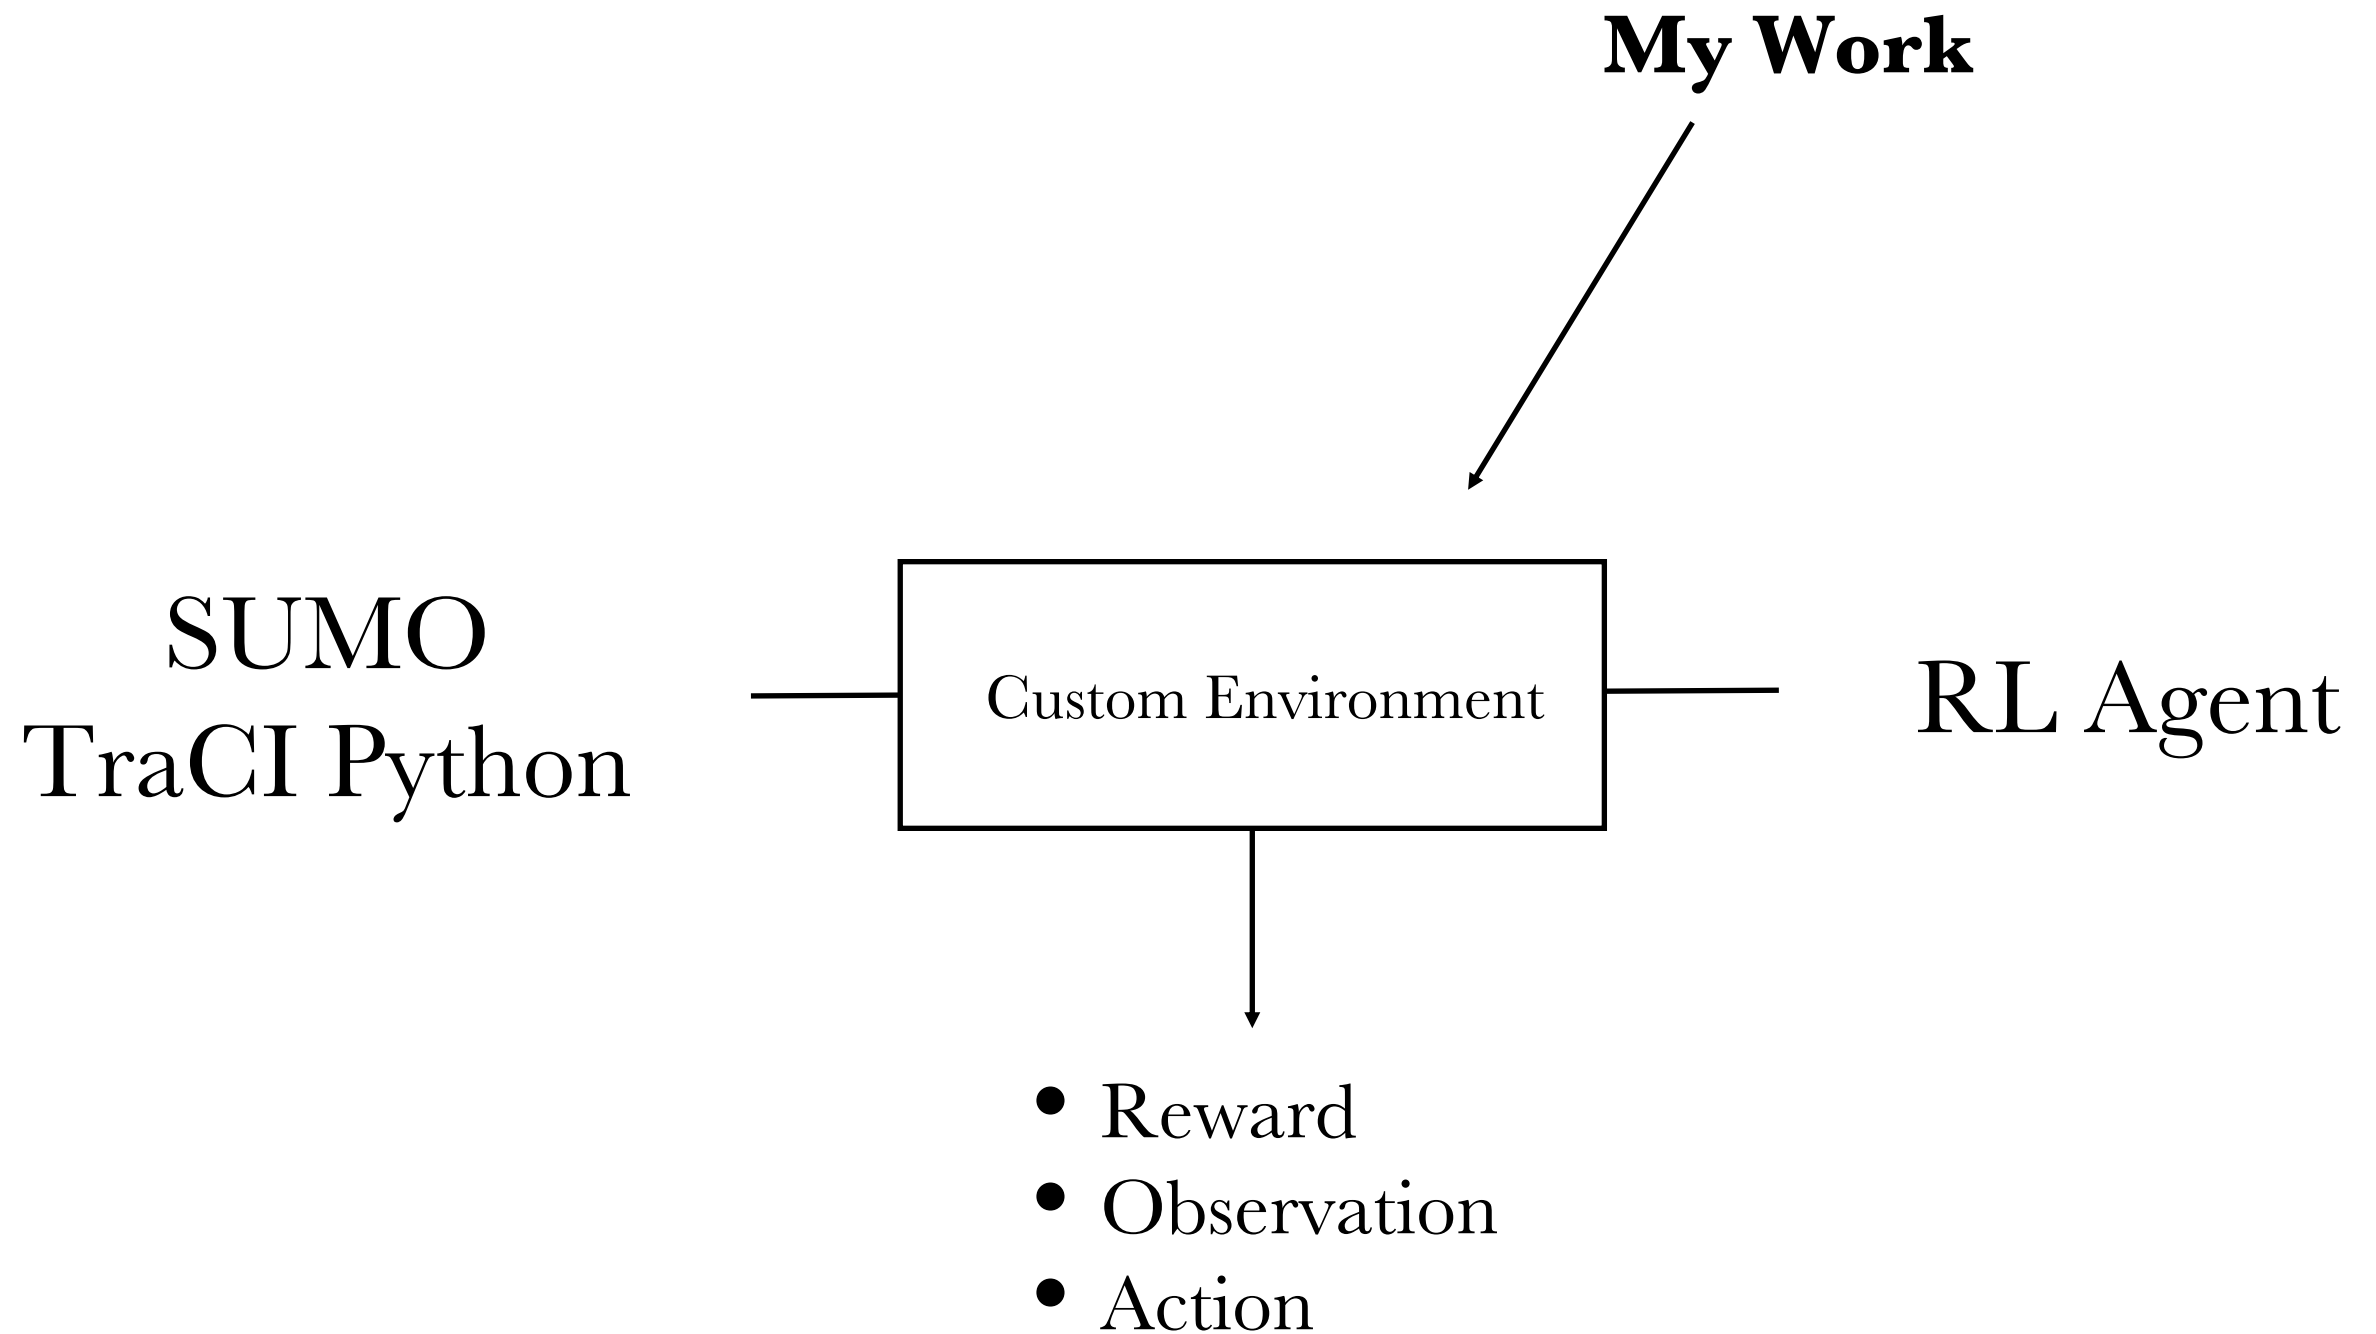 My Work
SUMO
TraCI Python
Custom Environment
RL Agent
• Reward
• Observation
• Action